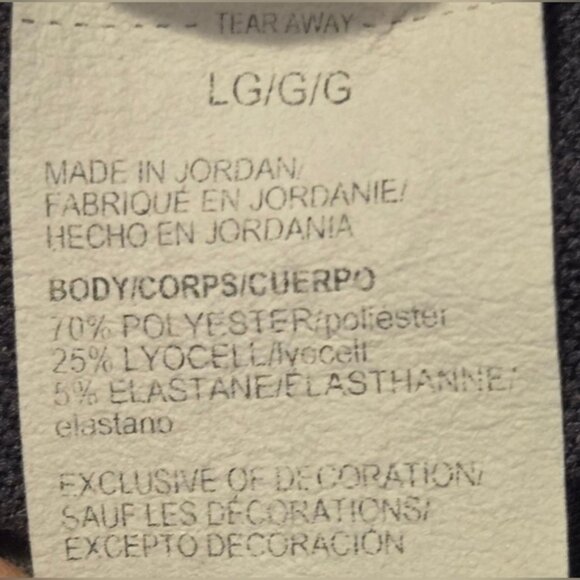 TEAR AWAY
LG/G/G
MADE IN JORDAN/
FABRIQUÉ EN JORDANIE/
HECHO EN JORDANIA
BODY/CORPS/CUERPO
70% POLYESTER/poliéster
25% LYOCELL/lyocell
5% ELASTANE/ÉLASTHANNE/
elastano
EXCLUSIVE OF DECORATION/
SAUF LES DÉCORATIONS/
EXCEPTO DECORACIÓN